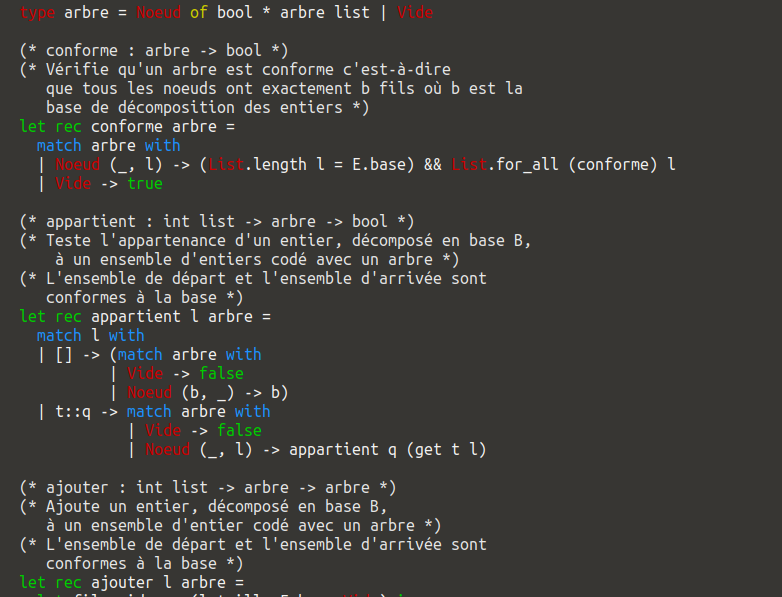 type arbre = Noeud of bool * arbre list | Vide
(* conforme : arbre -> bool *)
(* Vérifie qu'un arbre est conforme c'est-à-dire
que tous les noeuds ont exactement b fils où b est la
base de décomposition des entiers *)
let rec conforme arbre =
match arbre with
| Noeud (_, l) -> (List.length l = E.base) && List.for_all (conforme) l
| Vide -> true
(* appartient : int list -> arbre -> bool *)
(* Teste l'appartenance d'un entier, décomposé en base B,
à un ensemble d'entiers codé avec un arbre *)
(* L'ensemble de départ et l'ensemble d'arrivée sont
conformes à la base *)
let rec appartient l arbre =
match l with
| [] -> (match arbre with
| Vide -> false
| Noeud (b, _) -> b)
| t::q -> match arbre with
| Vide -> false
| Noeud (_, l) -> appartient q (get t l)
(* ajouter : int list -> arbre -> arbre *)
(* Ajoute un entier, décomposé en base B,
à un ensemble d'entier codé avec un arbre *)
(* L'ensemble de départ et l'ensemble d'arrivée sont
conformes à la base *)
let rec ajouter l arbre =